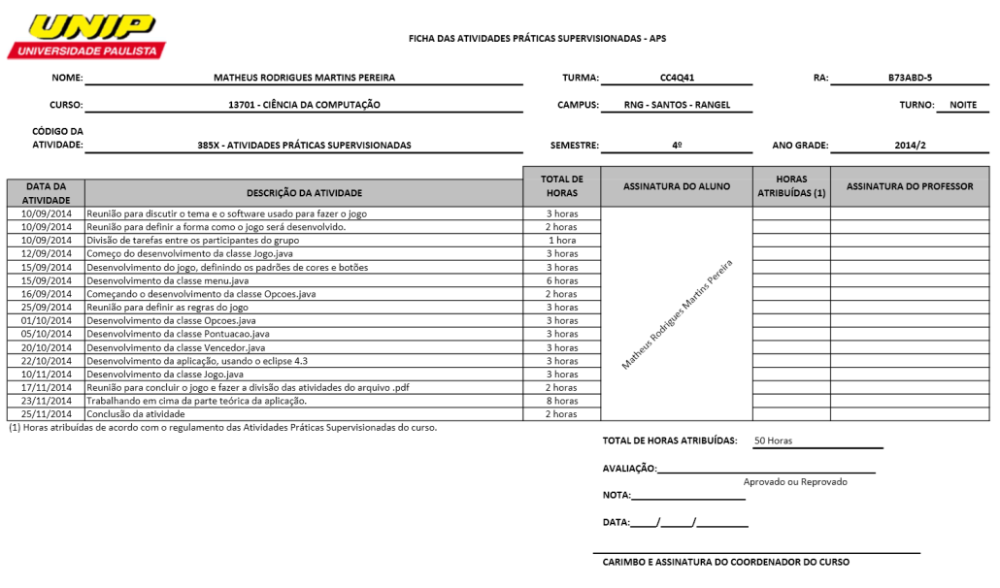 UNIP
UNIVERSIDADE PAULISTA
FICHA DAS ATIVIDADES PRÁTICAS SUPERVISIONADAS - APS
NOME: MATHEUS RODRIGUES MARTINS PEREIRA TURMA: CC4Q41 RA: B73ABD-5
CURSO: 13701 - CIÊNCIA DA COMPUTAÇÃO CAMPUS: RNG - SANTOS - RANGEL TURNO: NOITE
CÓDIGO DA
ATIVIDADE: 385X - ATIVIDADES PRÁTICAS SUPERVISIONADAS SEMESTRE: 4º ANO GRADE: 2014/2
DATA DA ATIVIDADE DESCRIÇÃO DA ATIVIDADE TOTAL DE HORAS ASSINATURA DO ALUNO HORAS ATRIBUÍDAS (1) ASSINATURA DO PROFESSOR
10/09/2014 Reunião para discutir o tema e o software usado para fazer o jogo 3 horas
10/09/2014 Reunião para definir a forma como o jogo será desenvolvido. 2 horas
10/09/2014 Divisão de tarefas entre os participantes do grupo 1 hora
12/09/2014 Começo do desenvolvimento da classe Jogo.java 3 horas
15/09/2014 Desenvolvimento do jogo, definindo os padrões de cores e botões 3 horas
15/09/2014 Desenvolvimento da classe menu.java 6 horas
16/09/2014 Começando o desenvolvimento da classe Opcoes.java 2 horas
25/09/2014 Reunião para definir as regras do jogo 3 horas
01/10/2014 Desenvolvimento da classe Opcoes.java 3 horas
05/10/2014 Desenvolvimento da classe Pontuacao.java 3 horas
20/10/2014 Desenvolvimento da classe Vencedor.java 3 horas
22/10/2014 Desenvolvimento da aplicação, usando o eclipse 4.3 3 horas
10/11/2014 Desenvolvimento da classe Jogo.java 3 horas
17/11/2014 Reunião para concluir o jogo e fazer a divisão das atividades do arquivo .pdf 2 horas
23/11/2014 Trabalhando em cima da parte teórica da aplicação. 8 horas
25/11/2014 Conclusão da atividade 2 horas
Matheus Rodrigues Martins Pereira
(1) Horas atribuídas de acordo com o regulamento das Atividades Práticas Supervisionadas do curso.
TOTAL DE HORAS ATRIBUÍDAS: 50 Horas
AVALIAÇÃO:
Aprovado ou Reprovado
NOTA:
DATA:____/____/____
CARIMBO E ASSINATURA DO COORDENADOR DO CURSO